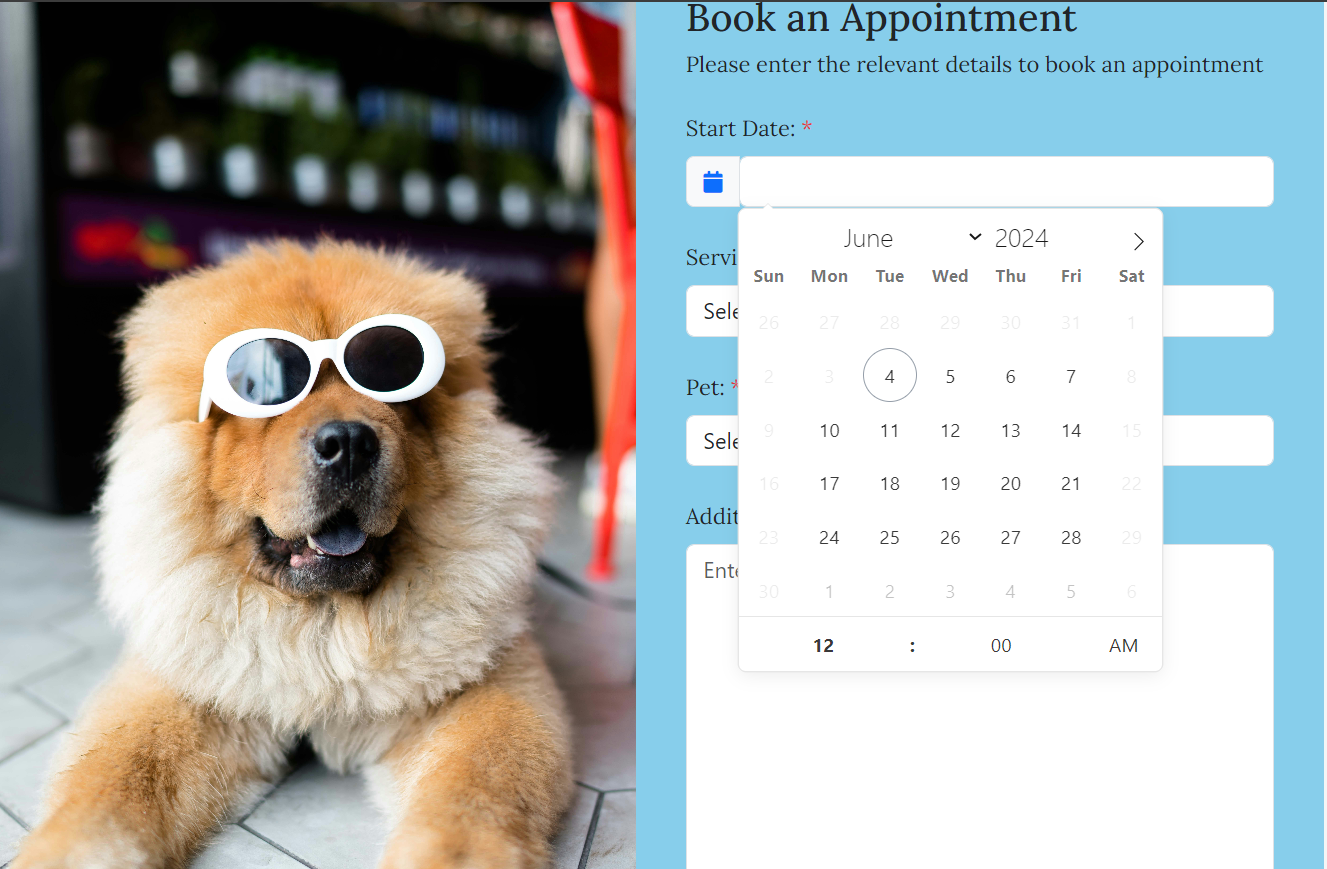 Book an Appointment
Please enter the relevant details to book an appointment
Start Date: *
June 2024
Sun Mon Tue Wed Thu Fri Sat
26 27 28 29 30 31 1
2 3 4 5 6 7 8
9 10 11 12 13 14 15
16 17 18 19 20 21 22
23 24 25 26 27 28 29
30 1 2 3 4 5 6
12 : 00 AM
Servi
Sele
Pet: *
Sele
Addit
Ente